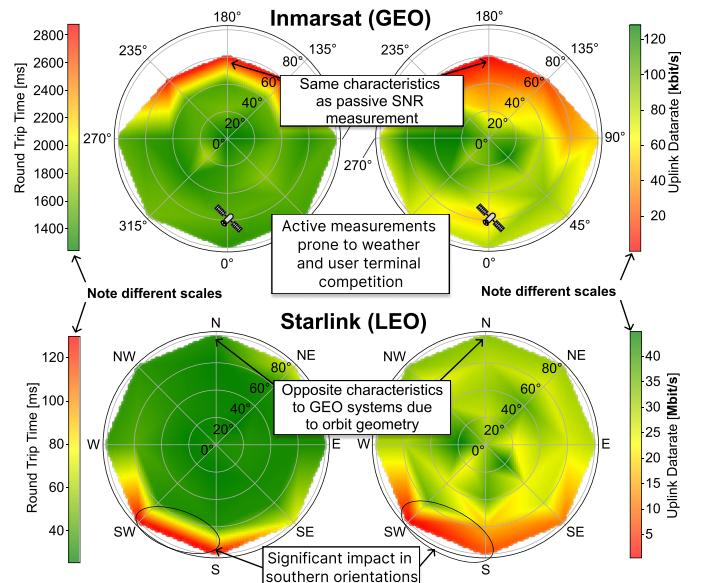 Inmarsat (GEO)
180°
180°
235°
135°
235°
135°
80°
80°
60°
60°
40°
40°
20°
20°
0°
0°
270°
270°
90°
315°
45°
0°
0°
2800
2600
2400
2200
2000
1800
1600
1400
Round Trip Time [ms]
120
100
80
60
40
20
Uplink Datarate [kbit/s]
Same characteristics
as passive SNR
measurement
Active measurements
prone to weather
and user terminal
competition
Note different scales
Note different scales
Starlink (LEO)
N
N
NW
NE
NW
NE
80°
80°
60°
60°
40°
40°
20°
20°
0°
0°
W
E
W
E
SW
SE
SW
SE
S
S
120
100
80
60
40
Round Trip Time [ms]
40
35
30
25
20
15
10
5
Uplink Datarate [Mbit/s]
Opposite characteristics
to GEO systems due
to orbit geometry
Significant impact in
southern orientations